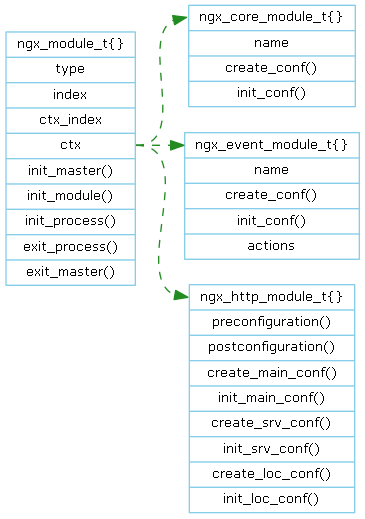 ngx_module_t{}
type
index
ctx_index
ctx
init_master()
init_module()
init_process()
exit_process()
exit_master()
ngx_core_module_t{}
name
create_conf()
init_conf()
ngx_event_module_t{}
name
create_conf()
init_conf()
actions
ngx_http_module_t{}
preconfiguration()
postconfiguration()
create_main_conf()
init_main_conf()
create_srv_conf()
init_srv_conf()
create_loc_conf()
init_loc_conf()